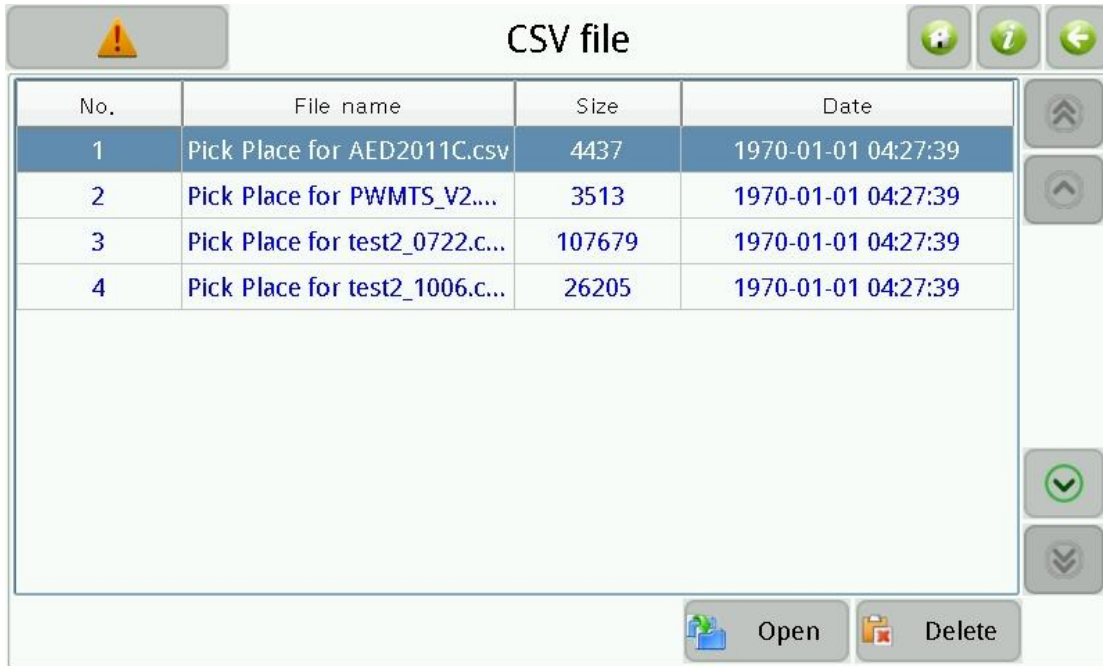 CSV file
No. File name Size Date
1 Pick Place for AED2011C.csv 4437 1970-01-01 04:27:39
2 Pick Place for PWMTS_V2.... 3513 1970-01-01 04:27:39
3 Pick Place for test2_0722.c... 107679 1970-01-01 04:27:39
4 Pick Place for test2_1006.c... 26205 1970-01-01 04:27:39
Open Delete